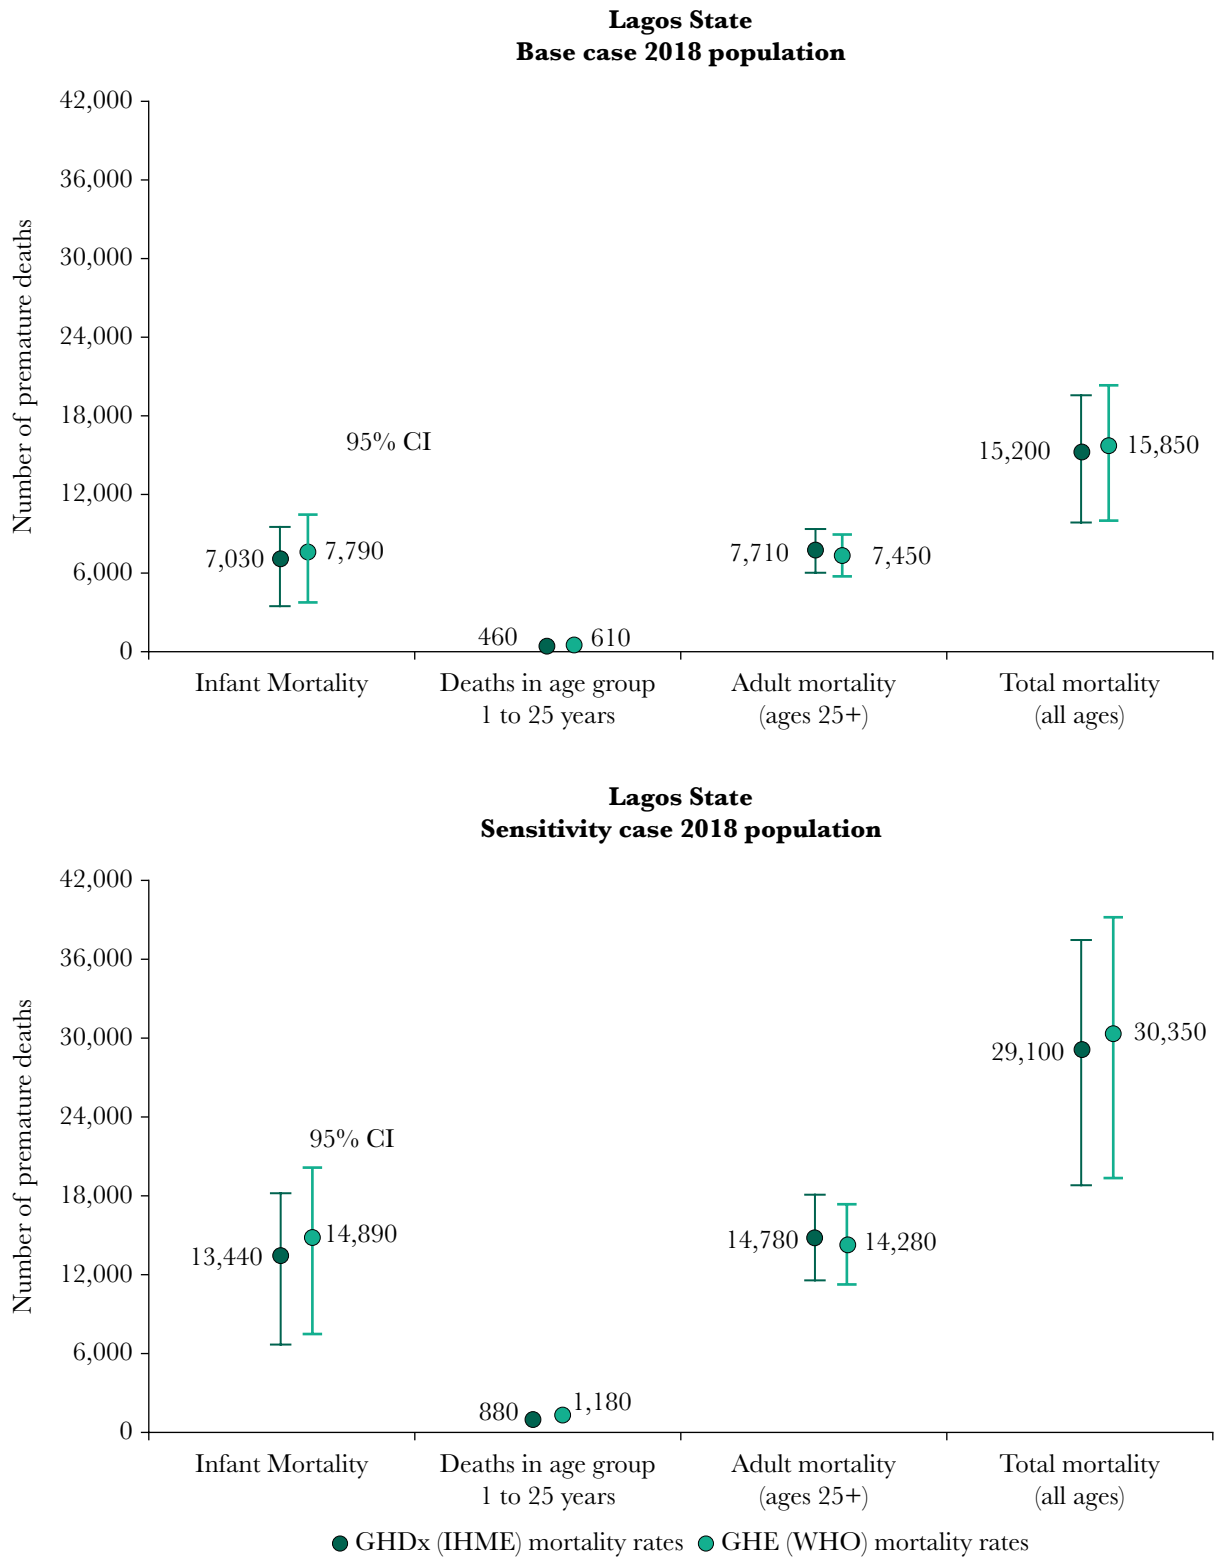 Lagos State
Base case 2018 population
Number of premature deaths
42,000
36,000
30,000
24,000
18,000
12,000
6,000
0
95% CI
7,030
7,790
460
610
7,710
7,450
15,200
15,850
Infant Mortality
Deaths in age group
1 to 25 years
Adult mortality
(ages 25+)
Total mortality
(all ages)
Lagos State
Sensitivity case 2018 population
Number of premature deaths
42,000
36,000
30,000
24,000
18,000
12,000
6,000
0
95% CI
13,440
14,890
880
1,180
14,780
14,280
29,100
30,350
Infant Mortality
Deaths in age group
1 to 25 years
Adult mortality
(ages 25+)
Total mortality
(all ages)
GHDx (IHME) mortality rates
GHE (WHO) mortality rates